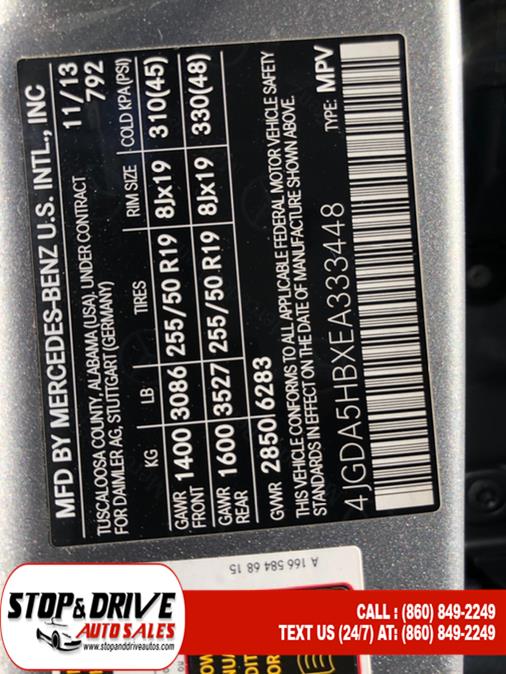 MFD BY MERCEDES-BENZ U.S. INTL., INC
TUSCALOOSA COUNTY, ALABAMA (USA), UNDER CONTRACT 11/13
FOR DAIMLER AG, STUTTGART (GERMANY) 792
KG LB TIRES RIM SIZE COLD KPA (PSI)
GAWR FRONT 1400 3086 255/50 R19 8Jx19 310(45)
GAWR REAR 1600 3527 255/50 R19 8Jx19 330(48)
GVWR 2850 6283
THIS VEHICLE CONFORMS TO ALL APPLICABLE FEDERAL MOTOR VEHICLE SAFETY
STANDARDS IN EFFECT ON THE DATE OF MANUFACTURE SHOWN ABOVE.
TYPE: MPV
4JGDA5HBXEA333448
A 166 584 68 15
STOP & DRIVE
AUTO SALES
www.stopanddriveautos.com
CALL : (860) 849-2249
TEXT US (24/7) AT: (860) 849-2249